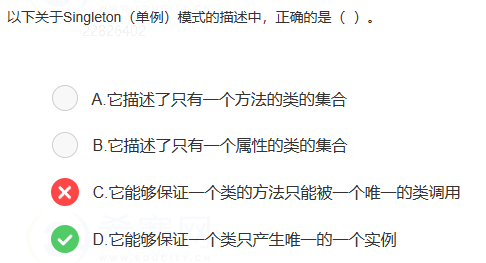 以下关于Singleton（单例）模式的描述中，正确的是（ ）。
22826402
A.它描述了只有一个方法的类的集合
B.它描述了只有一个属性的类的集合
C.它能够保证一个类的方法只能被一个唯一的类调用
D.它能够保证一个类只产生唯一的一个实例